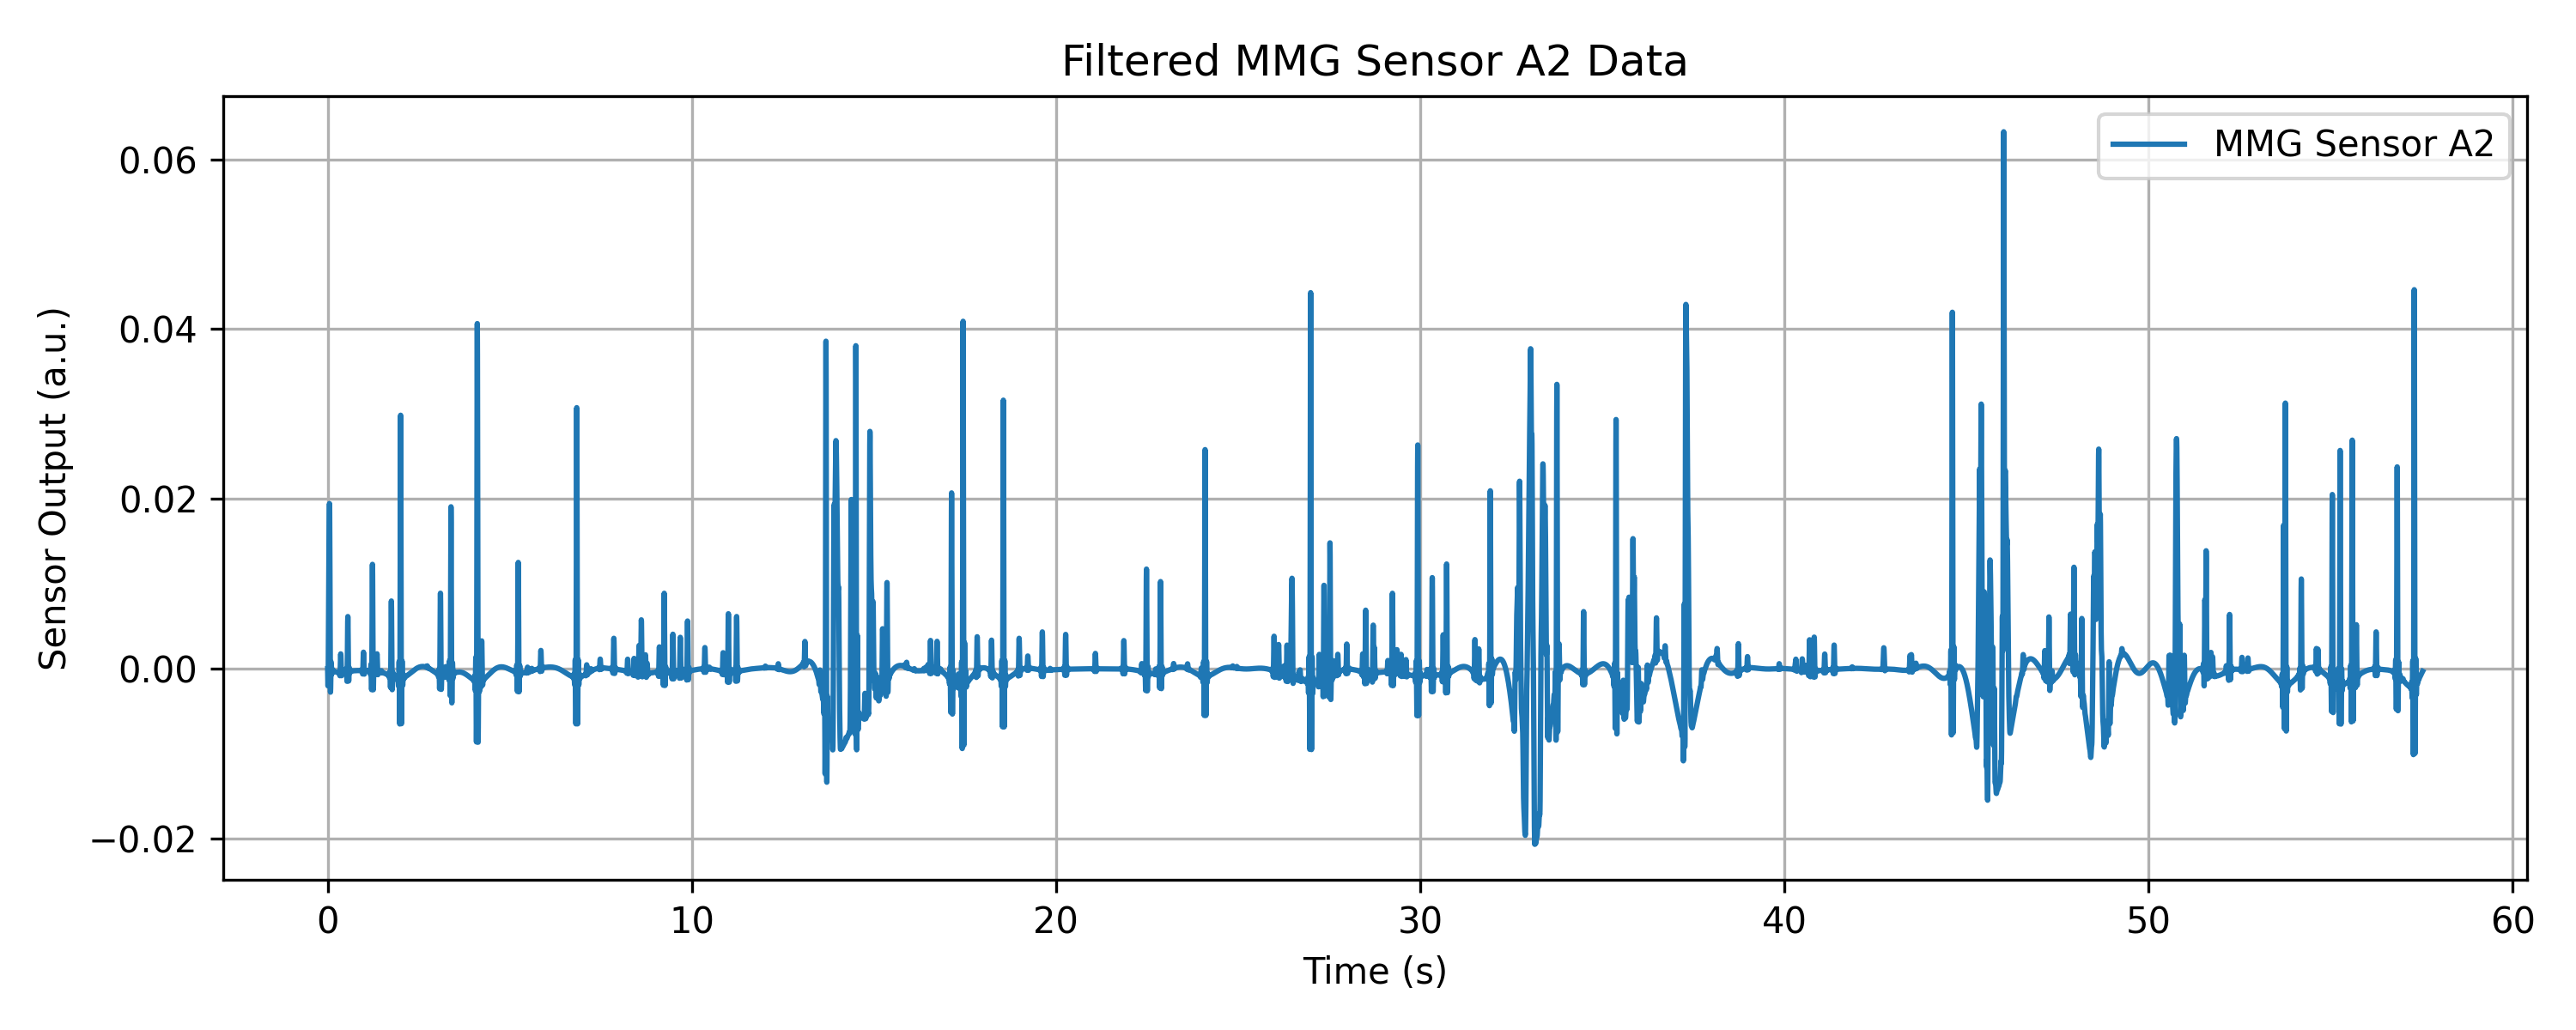 Filtered MMG Sensor A2 Data
MMG Sensor A2
Sensor Output (a.u.)
0.06
0.04
0.02
0.00
−0.02
0 10 20 30 40 50 60
Time (s)